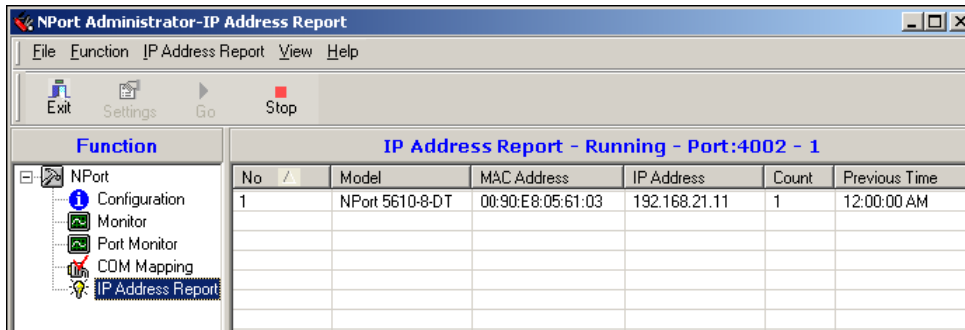 NPort Administrator-IP Address Report
File Function IP Address Report View Help
Exit Settings Go Stop
Function
IP Address Report - Running - Port:4002 - 1
NPort
Configuration
Monitor
Port Monitor
COM Mapping
IP Address Report
No Model MAC Address IP Address Count Previous Time
1 NPort 5610-8-DT 00:90:E8:05:61:03 192.168.21.11 1 12:00:00 AM